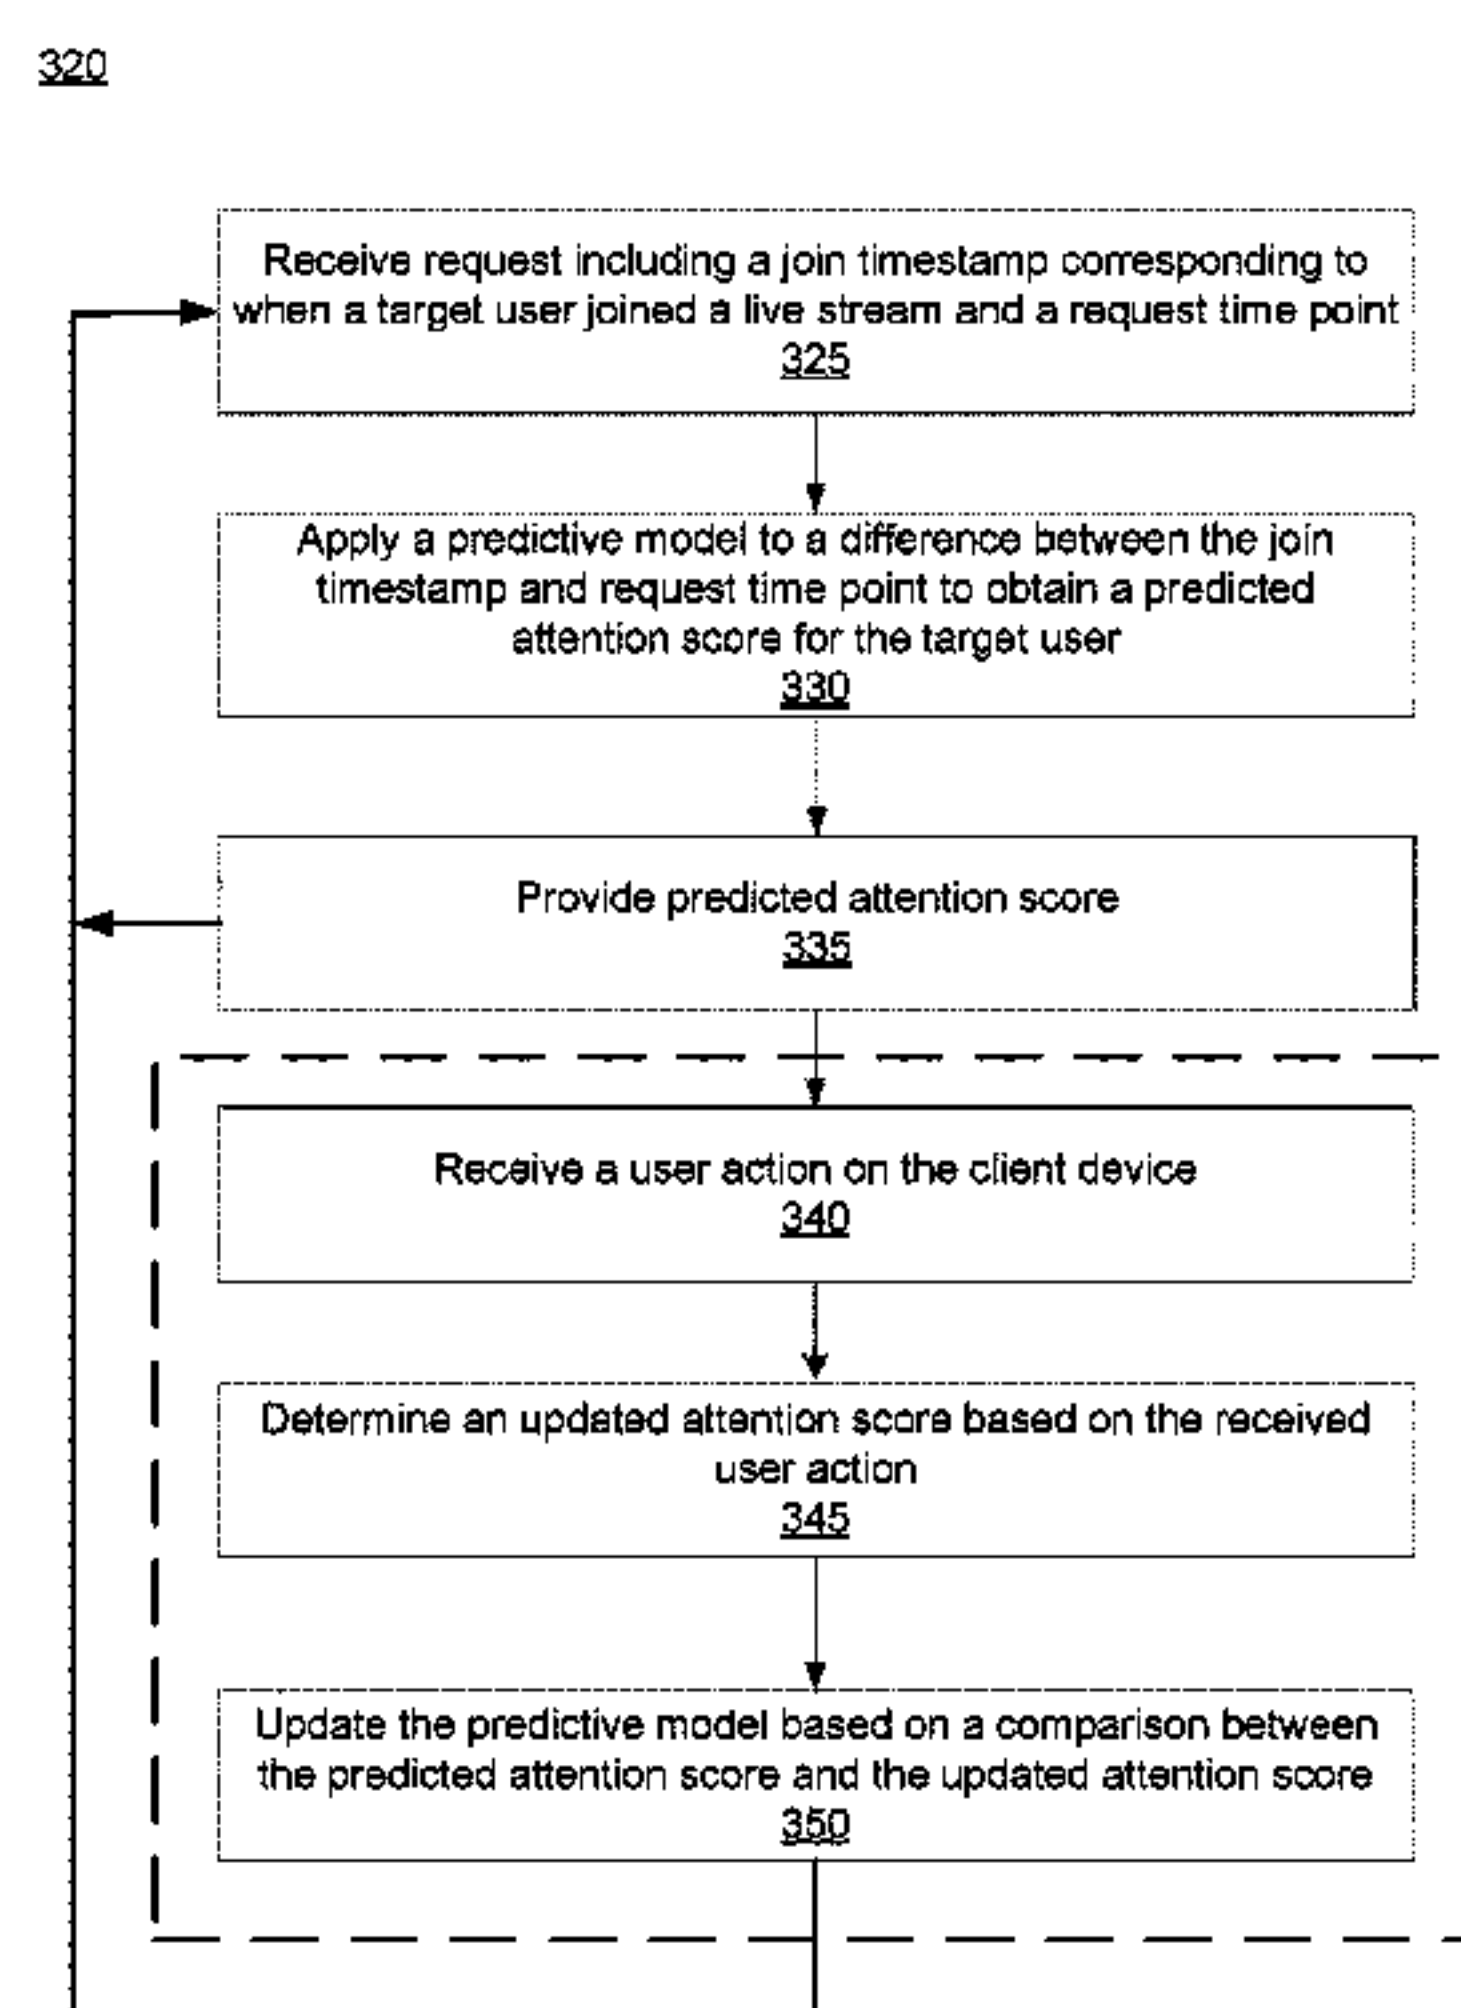 320
Receive request including a join timestamp corresponding to
when a target user joined a live stream and a request time point
325
Apply a predictive model to a difference between the join
timestamp and request time point to obtain a predicted
attention score for the target user
330
Provide predicted attention score
335
Receive a user action on the client device
340
Determine an updated attention score based on the received
user action
345
Update the predictive model based on a comparison between
the predicted attention score and the updated attention score
350